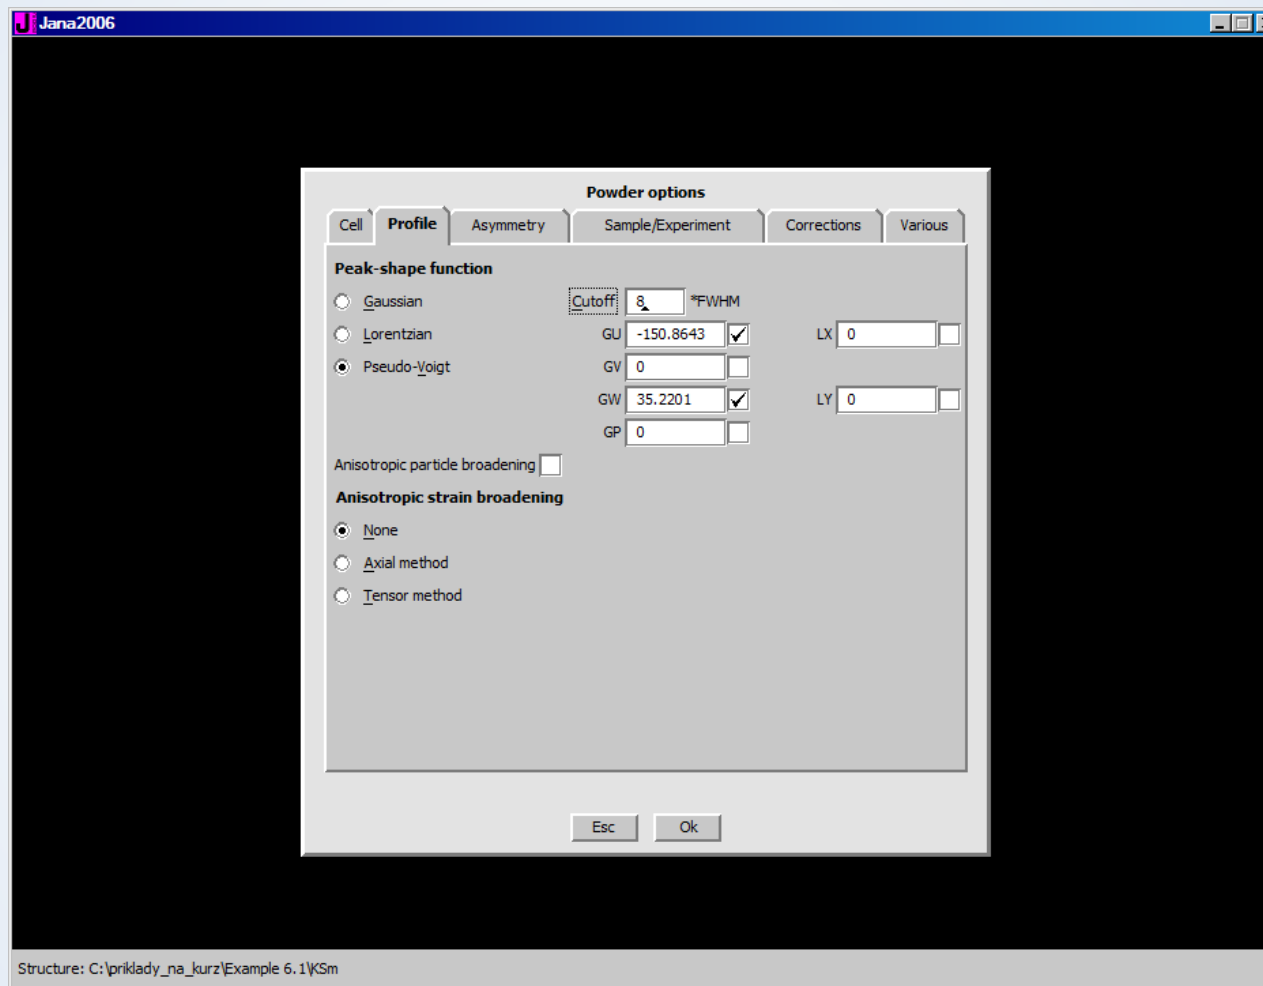 Jana2006
Powder options
Cell Profile Asymmetry Sample/Experiment Corrections Various
Peak-shape function
Gaussian Cutoff 8 *FWHM
Lorentzian GU -150.8643 LX 0
Pseudo-Voigt GV 0
GW 35.2201 LY 0
GP 0
Anisotropic particle broadening
Anisotropic strain broadening
None
Axial method
Tensor method
Esc Ok
Structure: C:\priklady_na_kurz\Example 6.1\KSm